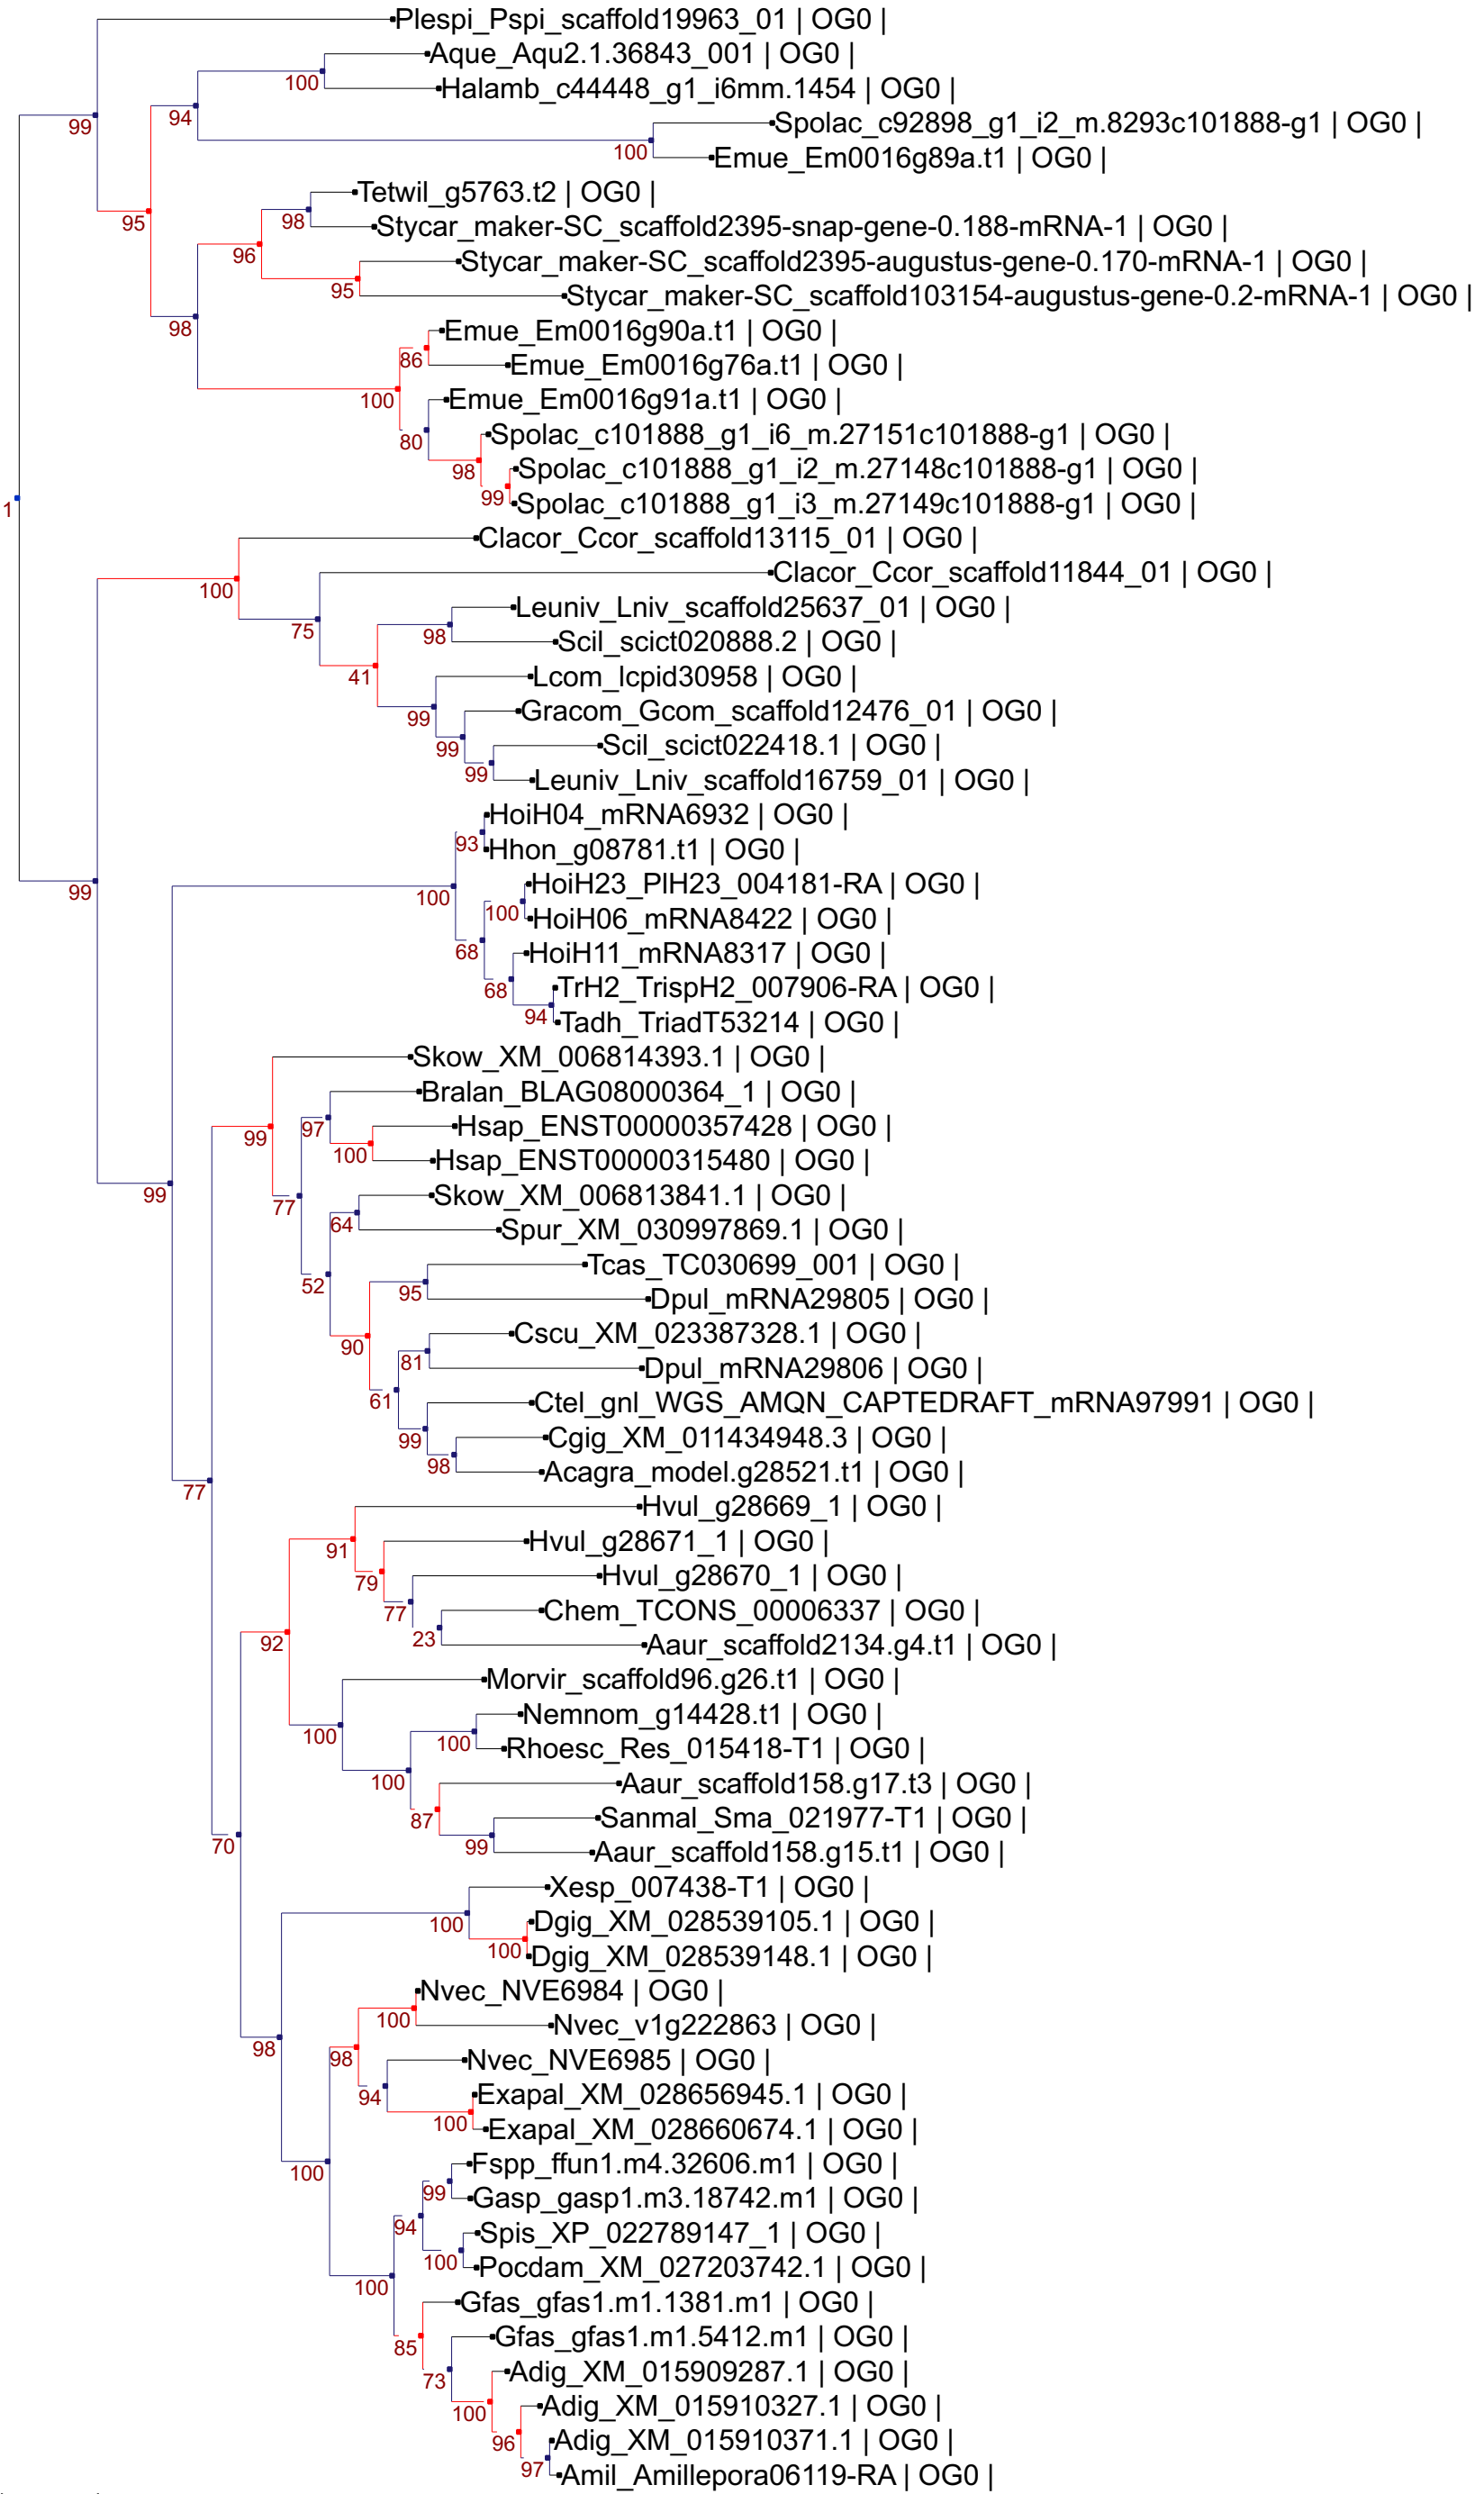 Plespi_Pspi_scaffold19963_01 | OG0 |
Aque_Aqu2.1.36843_001 | OG0 |
100
Halamb_c44448_g1_i6mm.1454 | OG0 |
94
Spolac_c92898_g1_i2_m.8293c101888-g1 | OG0 |
99
100
Emue_Em0016g89a.t1 | OG0 |
Tetwil_g5763.t2 | OG0 |
98
95
Stycar_maker-SC_scaffold2395-snap-gene-0.188-mRNA-1 | OG0 |
96
Stycar_maker-SC_scaffold2395-augustus-gene-0.170-mRNA-1 | OG0 |
95
Stycar_maker-SC_scaffold103154-augustus-gene-0.2-mRNA-1 | OG0 |
98
Emue_Em0016g90a.t1 | OG0 |
86
Emue_Em0016g76a.t1 | OG0 |
100
Emue_Em0016g91a.t1 | OG0 |
80
Spolac_c101888_g1_i6_m.27151c101888-g1 | OG0 |
98
Spolac_c101888_g1_i2_m.27148c101888-g1 | OG0 |
99
Spolac_c101888_g1_i3_m.27149c101888-g1 | OG0 |
1
Clacor_Ccor_scaffold13115_01 | OG0 |
Clacor_Ccor_scaffold11844_01 | OG0 |
100
Leuniv_Lniv_scaffold25637_01 | OG0 |
75
98
Scil_scict020888.2 | OG0 |
41
Lcom_lcpid30958 | OG0 |
Gracom_Gcom_scaffold12476_01 | OG0 |
99
Scil_scict022418.1 | OG0 |
99
99
Leuniv_Lniv_scaffold16759_01 | OG0 |
HoiH04_mRNA6932 | OG0 |
93
Hhon_g08781.t1 | OG0 |
HoiH23_PlH23_004181-RA | OG0 |
99
100
100
HoiH06_mRNA8422 | OG0 |
68
HoiH11_mRNA8317 | OG0 |
68
TrH2_TrispH2_007906-RA | OG0 |
94
Tadh_TriadT53214 | OG0 |
Skow_XM_006814393.1 | OG0 |
Bralan_BLAG08000364_1 | OG0 |
97
Hsap_ENST00000357428 | OG0 |
99
100
Hsap_ENST00000315480 | OG0 |
99
Skow_XM_006813841.1 | OG0 |
77
64
Spur_XM_030997869.1 | OG0 |
Tcas_TC030699_001 | OG0 |
52
95
Dpul_mRNA29805 | OG0 |
Cscu_XM_023387328.1 | OG0 |
90
81
Dpul_mRNA29806 | OG0 |
61
Ctel_gnl_WGS_AMQN_CAPTEDRAFT_mRNA97991 | OG0 |
99
Cgig_XM_011434948.3 | OG0 |
98
Acagra_model.g28521.t1 | OG0 |
77
Hvul_g28669_1 | OG0 |
Hvul_g28671_1 | OG0 |
91
Hvul_g28670_1 | OG0 |
79
Chem_TCONS_00006337 | OG0 |
77
92
23
Aaur_scaffold2134.g4.t1 | OG0 |
Morvir_scaffold96.g26.t1 | OG0 |
Nemnom_g14428.t1 | OG0 |
100
100
Rhoesc_Res_015418-T1 | OG0 |
100
Aaur_scaffold158.g17.t3 | OG0 |
87
Sanmal_Sma_021977-T1 | OG0 |
70
99
Aaur_scaffold158.g15.t1 | OG0 |
Xesp_007438-T1 | OG0 |
100
Dgig_XM_028539105.1 | OG0 |
100
Dgig_XM_028539148.1 | OG0 |
Nvec_NVE6984 | OG0 |
100
Nvec_v1g222863 | OG0 |
98
98
Nvec_NVE6985 | OG0 |
94
Exapal_XM_028656945.1 | OG0 |
100
Exapal_XM_028660674.1 | OG0 |
Fspp_ffun1.m4.32606.m1 | OG0 |
100
99
Gasp_gasp1.m3.18742.m1 | OG0 |
94
Spis_XP_022789147_1 | OG0 |
100
Pocdam_XM_027203742.1 | OG0 |
100
Gfas_gfas1.m1.1381.m1 | OG0 |
Gfas_gfas1.m1.5412.m1 | OG0 |
85
Adig_XM_015909287.1 | OG0 |
73
Adig_XM_015910327.1 | OG0 |
100
Adig_XM_015910371.1 | OG0 |
96
97
Amil_Amillepora06119-RA | OG0 |